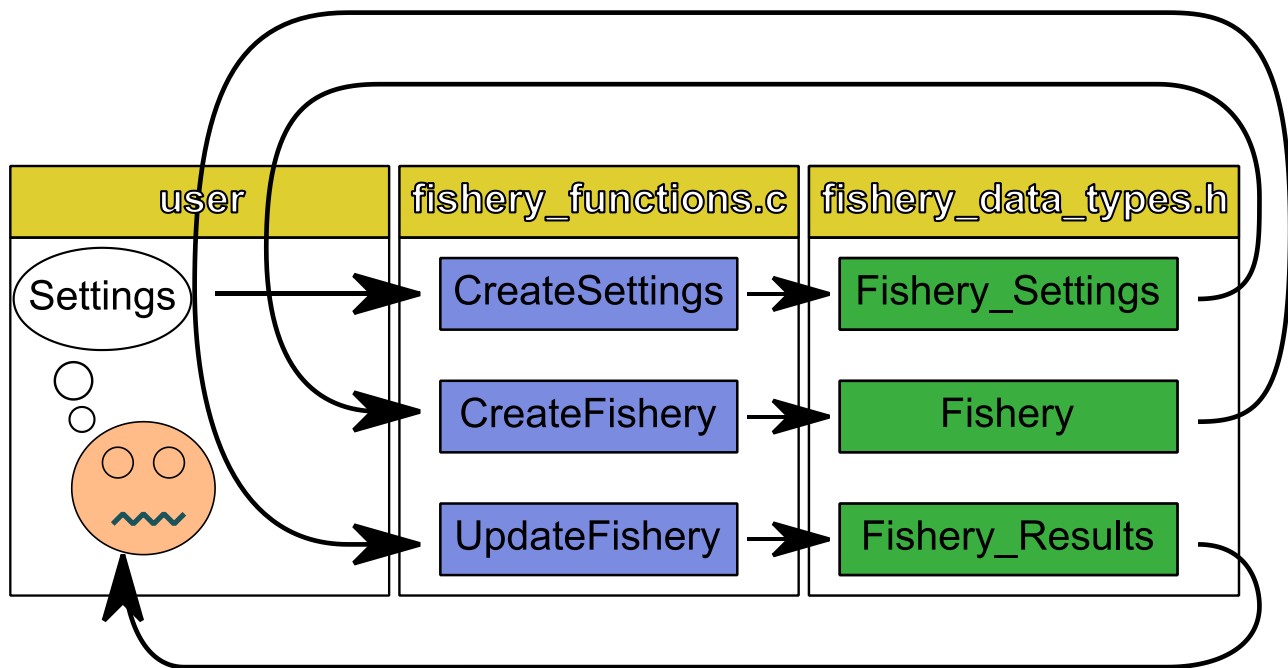 user
fishery_functions.c
fishery_data_types.h
Settings
CreateSettings
Fishery_Settings
CreateFishery
Fishery
UpdateFishery
Fishery_Results